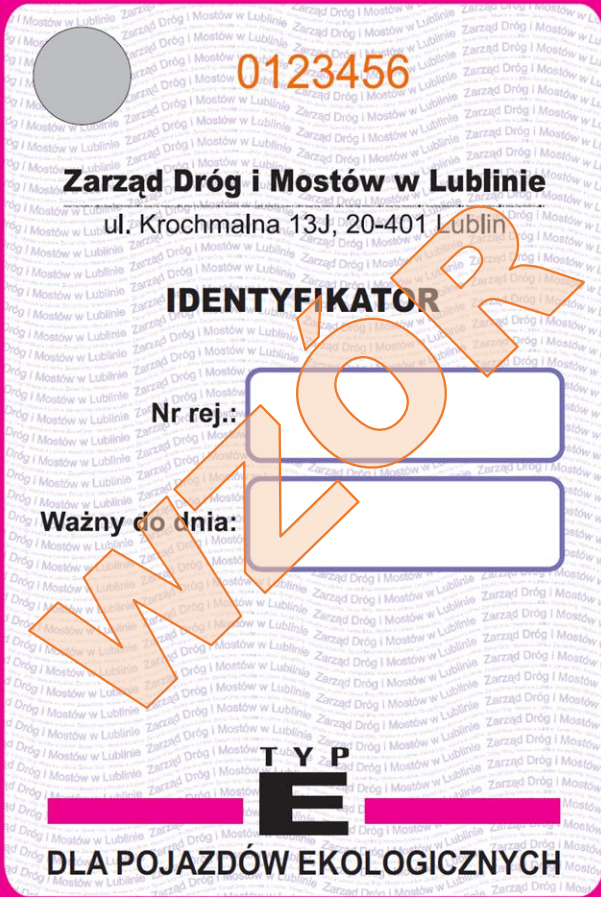 0123456
Zarząd Dróg i Mostów w Lublinie
ul. Krochmalna 13J, 20-401 Lublin
IDENTYFIKATOR
Nr rej.:
Ważny do dnia:
WZÓR
TYP
E
DLA POJAZDÓW EKOLOGICZNYCH